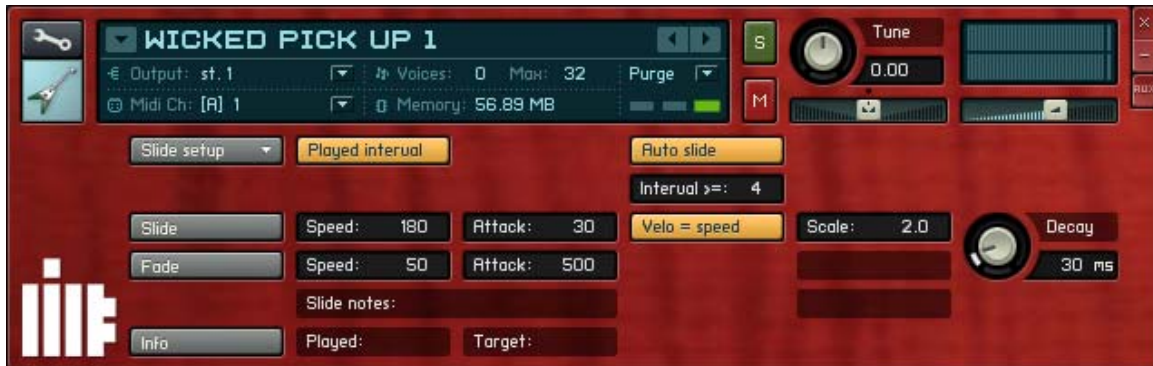 WICKED PICK UP 1
Output: st. 1 Voices: 0 Max: 32 Purge
Midi Ch: [A] 1 Memory: 56.89 MB
S
M
Tune
0.00
×
−
AUX
Slide setup Played interval Auto slide
Interval >=: 4
Slide Speed: 180 Attack: 30 Velo = speed Scale: 2.0 Decay
Fade Speed: 50 Attack: 500 30 ms
Slide notes:
Info Played: Target: